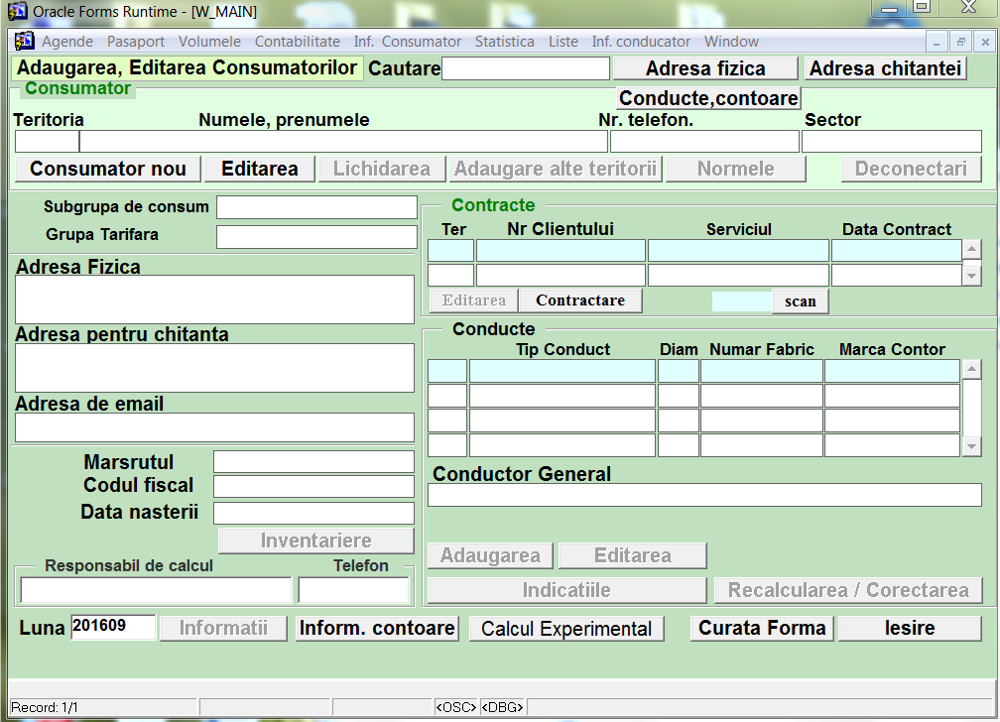 Oracle Forms Runtime - [W_MAIN]
Agende Pasaport Volumele Contabilitate Inf. Consumator Statistica Liste Inf. conducator Window
Adaugarea, Editarea Consumatorilor Cautare Adresa fizica Adresa chitantei
Consumator
Conducte,contoare
Teritoria Numele, prenumele Nr. telefon. Sector
Consumator nou Editarea Lichidarea Adaugare alte teritorii Normele Deconectari
Subgrupa de consum
Grupa Tarifara
Contracte
Ter Nr Clientului Serviciul Data Contract
Editarea Contractare scan
Adresa Fizica
Adresa pentru chitanta
Adresa de email
Conducte
Tip Conduct Diam Numar Fabric Marca Contor
Marsrutul
Codul fiscal
Data nasterii
Inventariere
Conductor General
Adaugarea Editarea
Responsabil de calcul Telefon
Indicatiile Recalcularea / Corectarea
Luna 201609 Informatii Inform. contoare Calcul Experimental Curata Forma Iesire
Record: 1/1 <OSC> <DBG>